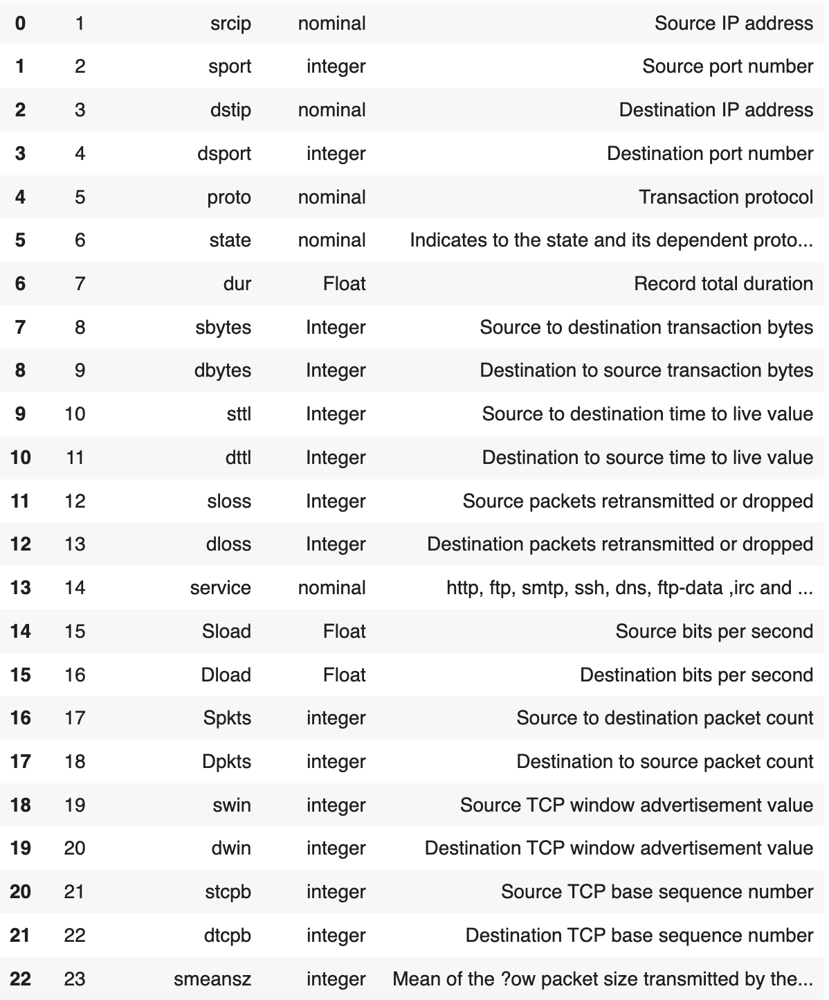 0 1 srcip nominal Source IP address
1 2 sport integer Source port number
2 3 dstip nominal Destination IP address
3 4 dsport integer Destination port number
4 5 proto nominal Transaction protocol
5 6 state nominal Indicates to the state and its dependent proto...
6 7 dur Float Record total duration
7 8 sbytes Integer Source to destination transaction bytes
8 9 dbytes Integer Destination to source transaction bytes
9 10 sttl Integer Source to destination time to live value
10 11 dttl Integer Destination to source time to live value
11 12 sloss Integer Source packets retransmitted or dropped
12 13 dloss Integer Destination packets retransmitted or dropped
13 14 service nominal http, ftp, smtp, ssh, dns, ftp-data ,irc and ...
14 15 Sload Float Source bits per second
15 16 Dload Float Destination bits per second
16 17 Spkts integer Source to destination packet count
17 18 Dpkts integer Destination to source packet count
18 19 swin integer Source TCP window advertisement value
19 20 dwin integer Destination TCP window advertisement value
20 21 stcpb integer Source TCP base sequence number
21 22 dtcpb integer Destination TCP base sequence number
22 23 smeansz integer Mean of the ?ow packet size transmitted by the...